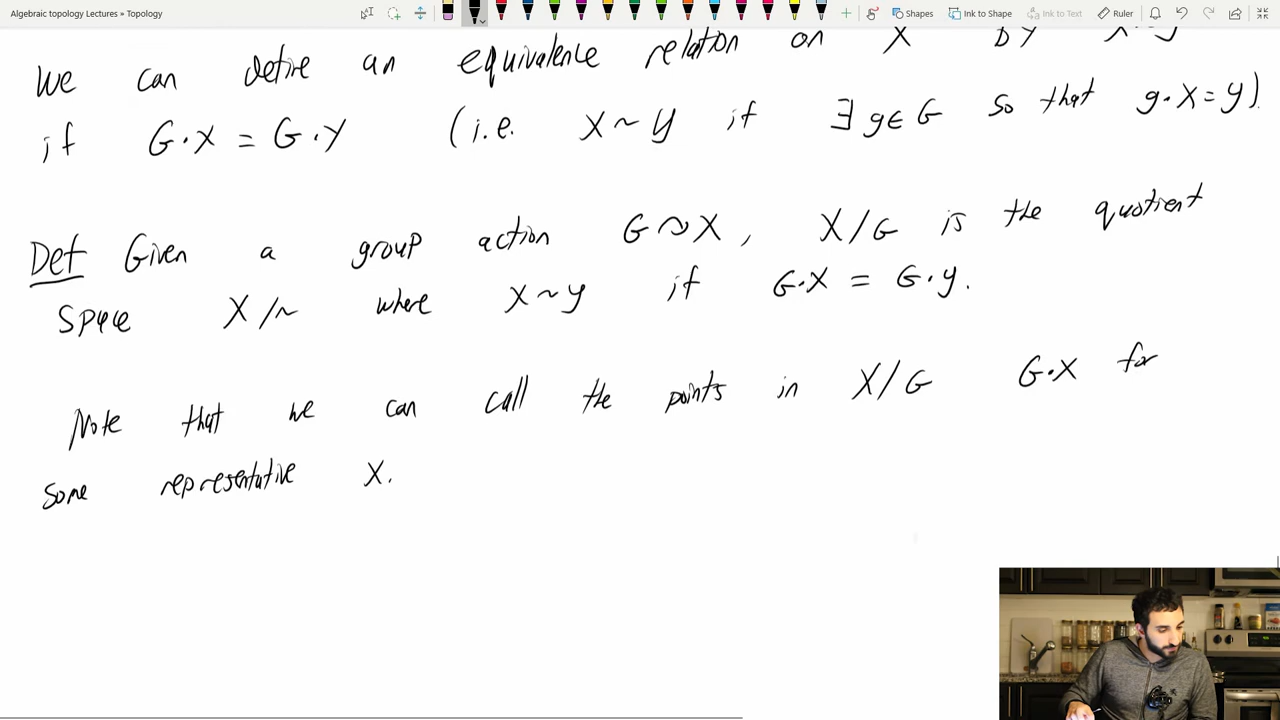 Algebraic topology Lectures » Topology
Shapes Ink to Shape Ink to Text Ruler
we can define an equivalence relation on X by x~y
if G·x = G·y (i.e. x~y if ∃ g∈G so that g·x=y).
Def Given a group action G↷X, X/G is the quotient
space X/~ where x~y if G·x = G·y.
Note that we can call the points in X/G G·x for
some representative x.